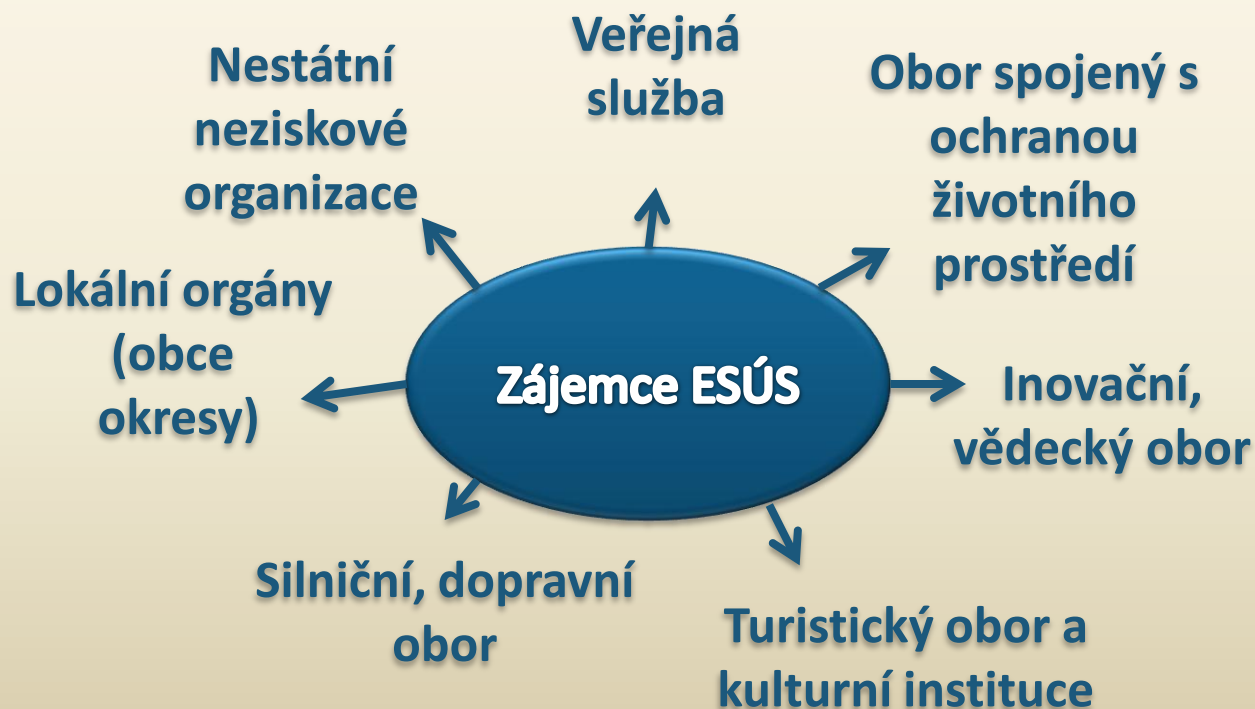 Nestátní
neziskové
organizace
Veřejná
služba
Obor spojený s
ochranou
životního
prostředí
Lokální orgány
(obce
okresy)
Zájemce ESÚS
Inovační,
vědecký obor
Silniční, dopravní
obor
Turistický obor a
kulturní instituce